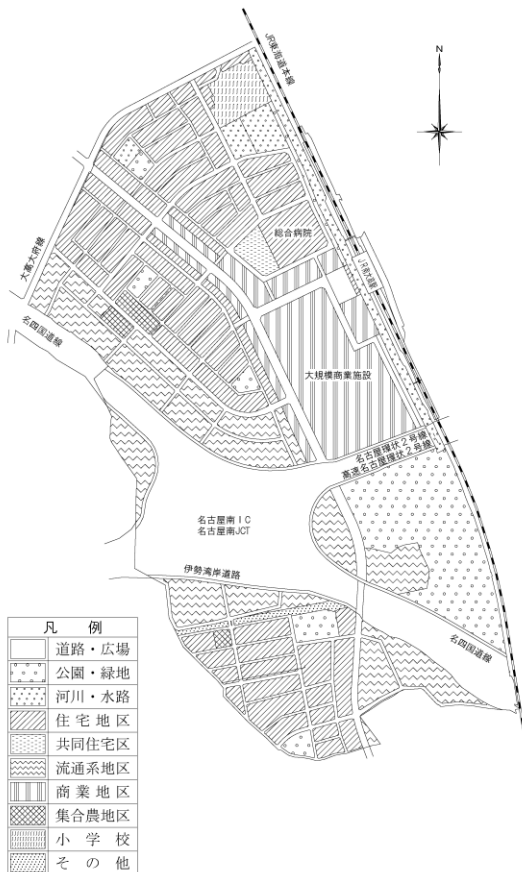 N
JR東海道本線
総合病院
JR南大高駅
大高大府線
名四国道線
大規模商業施設
名古屋環状2号線
高速名古屋環状2号線
名古屋南IC
名古屋南JCT
伊勢湾岸道路
名四国道線
凡 例
道路・広場
公園・緑地
河川・水路
住宅地区
共同住宅区
流通系地区
商業地区
集合農地区
小学校
その他